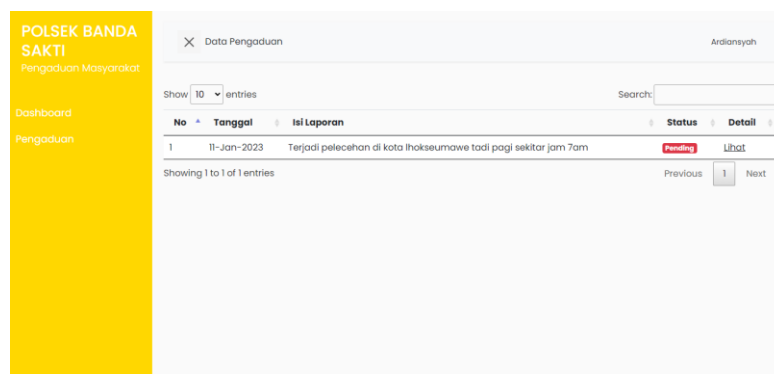 POLSEK BANDA
SAKTI
Pengaduan Masyarakat
Dashboard
Pengaduan
Data Pengaduan
Ardiansyah
Show 10 entries
Search:
No Tanggal Isi Laporan Status Detail
1 11-Jan-2023 Terjadi pelecehan di kota lhokseumawe tadi pagi sekitar jam 7am Pending Lihat
Showing 1 to 1 of 1 entries
Previous 1 Next